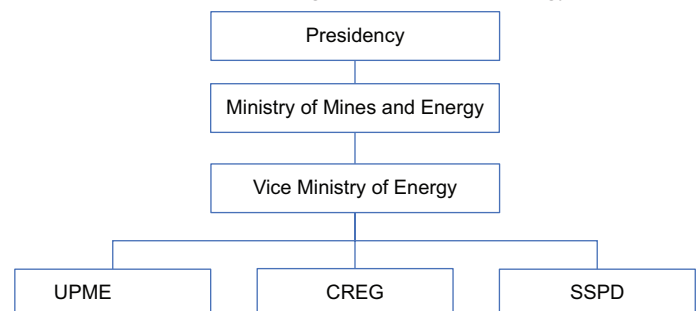 Presidency
Ministry of Mines and Energy
Vice Ministry of Energy
UPME
CREG
SSPD